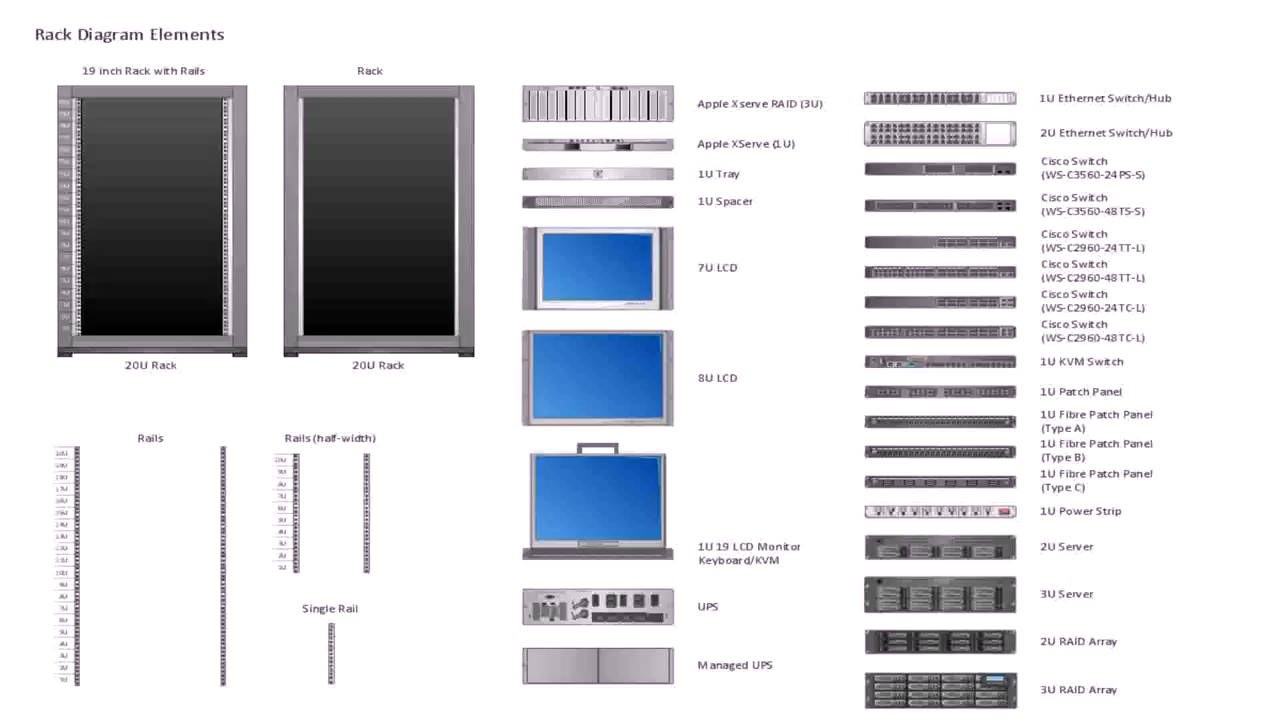 Rack Diagram Elements
19 inch Rack with Rails
Rack
20U Rack
20U Rack
Rails
Rails (half-width)
Single Rail
Apple Xserve RAID (3U)
Apple XServe (1U)
1U Tray
1U Spacer
7U LCD
8U LCD
1U 19 LCD Monitor
Keyboard/KVM
UPS
Managed UPS
1U Ethernet Switch/Hub
2U Ethernet Switch/Hub
Cisco Switch
(WS-C3560-24PS-S)
Cisco Switch
(WS-C3560-48TS-S)
Cisco Switch
(WS-C2960-24TT-L)
Cisco Switch
(WS-C2960-48TT-L)
Cisco Switch
(WS-C2960-24TC-L)
Cisco Switch
(WS-C2960-48TC-L)
1U KVM Switch
1U Patch Panel
1U Fibre Patch Panel
(Type A)
1U Fibre Patch Panel
(Type B)
1U Fibre Patch Panel
(Type C)
1U Power Strip
2U Server
3U Server
2U RAID Array
3U RAID Array